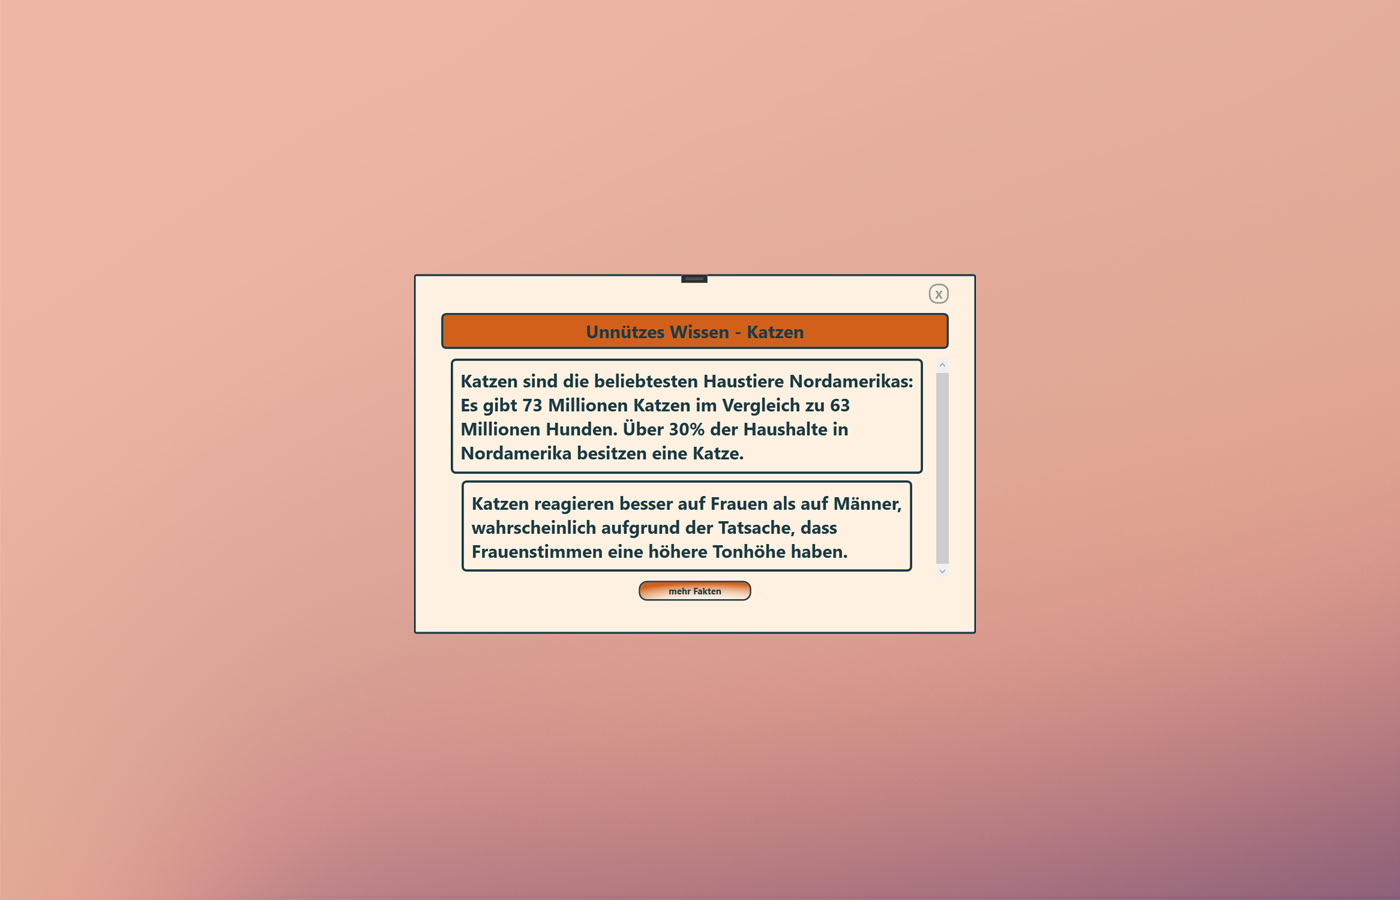 x
Unnützes Wissen - Katzen
Katzen sind die beliebtesten Haustiere Nordamerikas:
Es gibt 73 Millionen Katzen im Vergleich zu 63
Millionen Hunden. Über 30% der Haushalte in
Nordamerika besitzen eine Katze.
Katzen reagieren besser auf Frauen als auf Männer,
wahrscheinlich aufgrund der Tatsache, dass
Frauenstimmen eine höhere Tonhöhe haben.
mehr Fakten